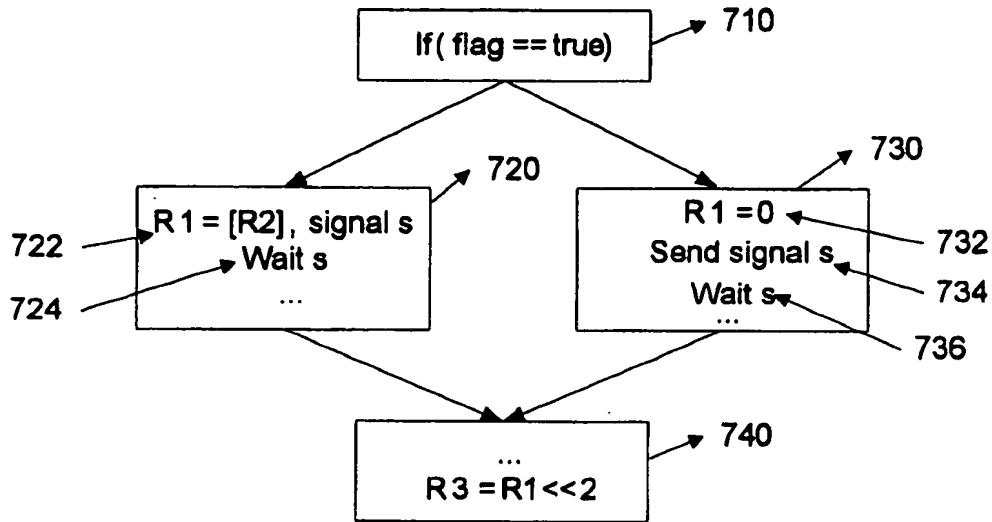 If( flag == true)
710
720
R1 = [R2], signal s
722
Wait s
724
...
730
R1 = 0
732
Send signal s
734
Wait s
...
736
740
...
R3 = R1<<2